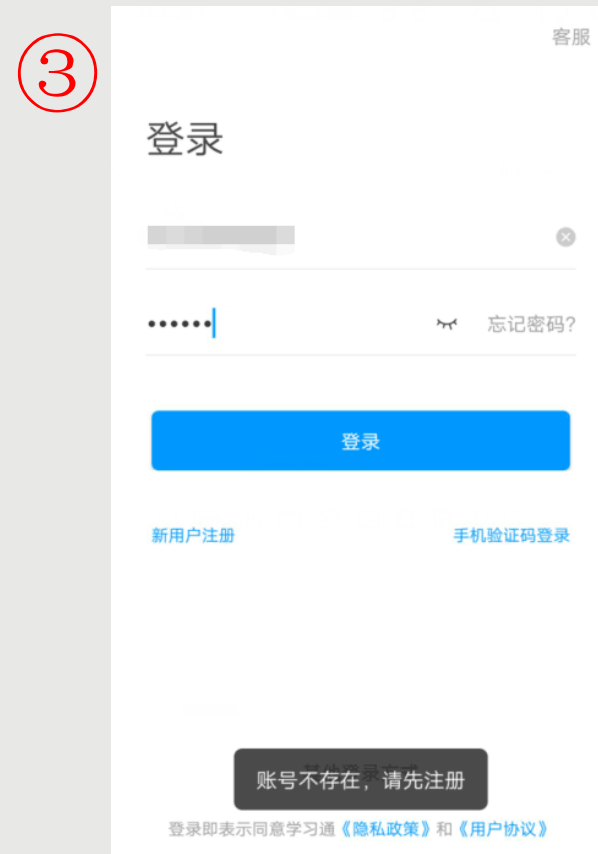 ③
客服
登录
••••••
忘记密码?
登录
新用户注册 手机验证码登录
账号不存在，请先注册
登录即表示同意学习通《隐私政策》和《用户协议》